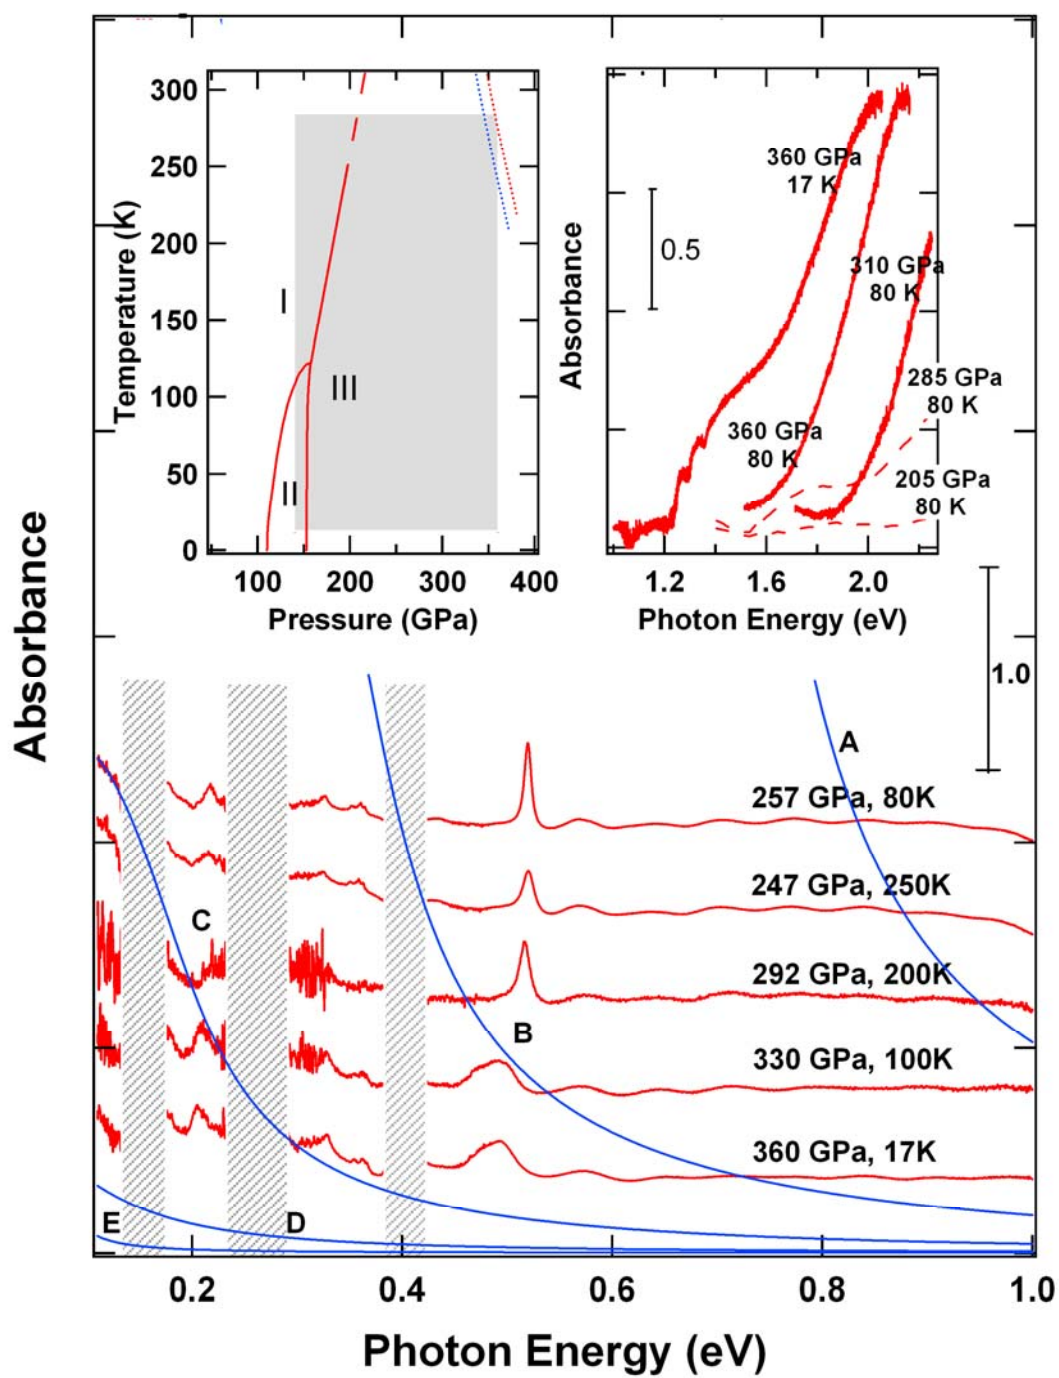 300
250
200
150
100
50
0
Temperature (K)
I
II
III
100
200
300
400
Pressure (GPa)
Absorbance
0.5
360 GPa
17 K
310 GPa
80 K
285 GPa
80 K
360 GPa
80 K
205 GPa
80 K
1.2
1.6
2.0
Photon Energy (eV)
Absorbance
1.0
A
257 GPa, 80K
247 GPa, 250K
C
292 GPa, 200K
B
330 GPa, 100K
360 GPa, 17K
E
D
0.2
0.4
0.6
0.8
1.0
Photon Energy (eV)